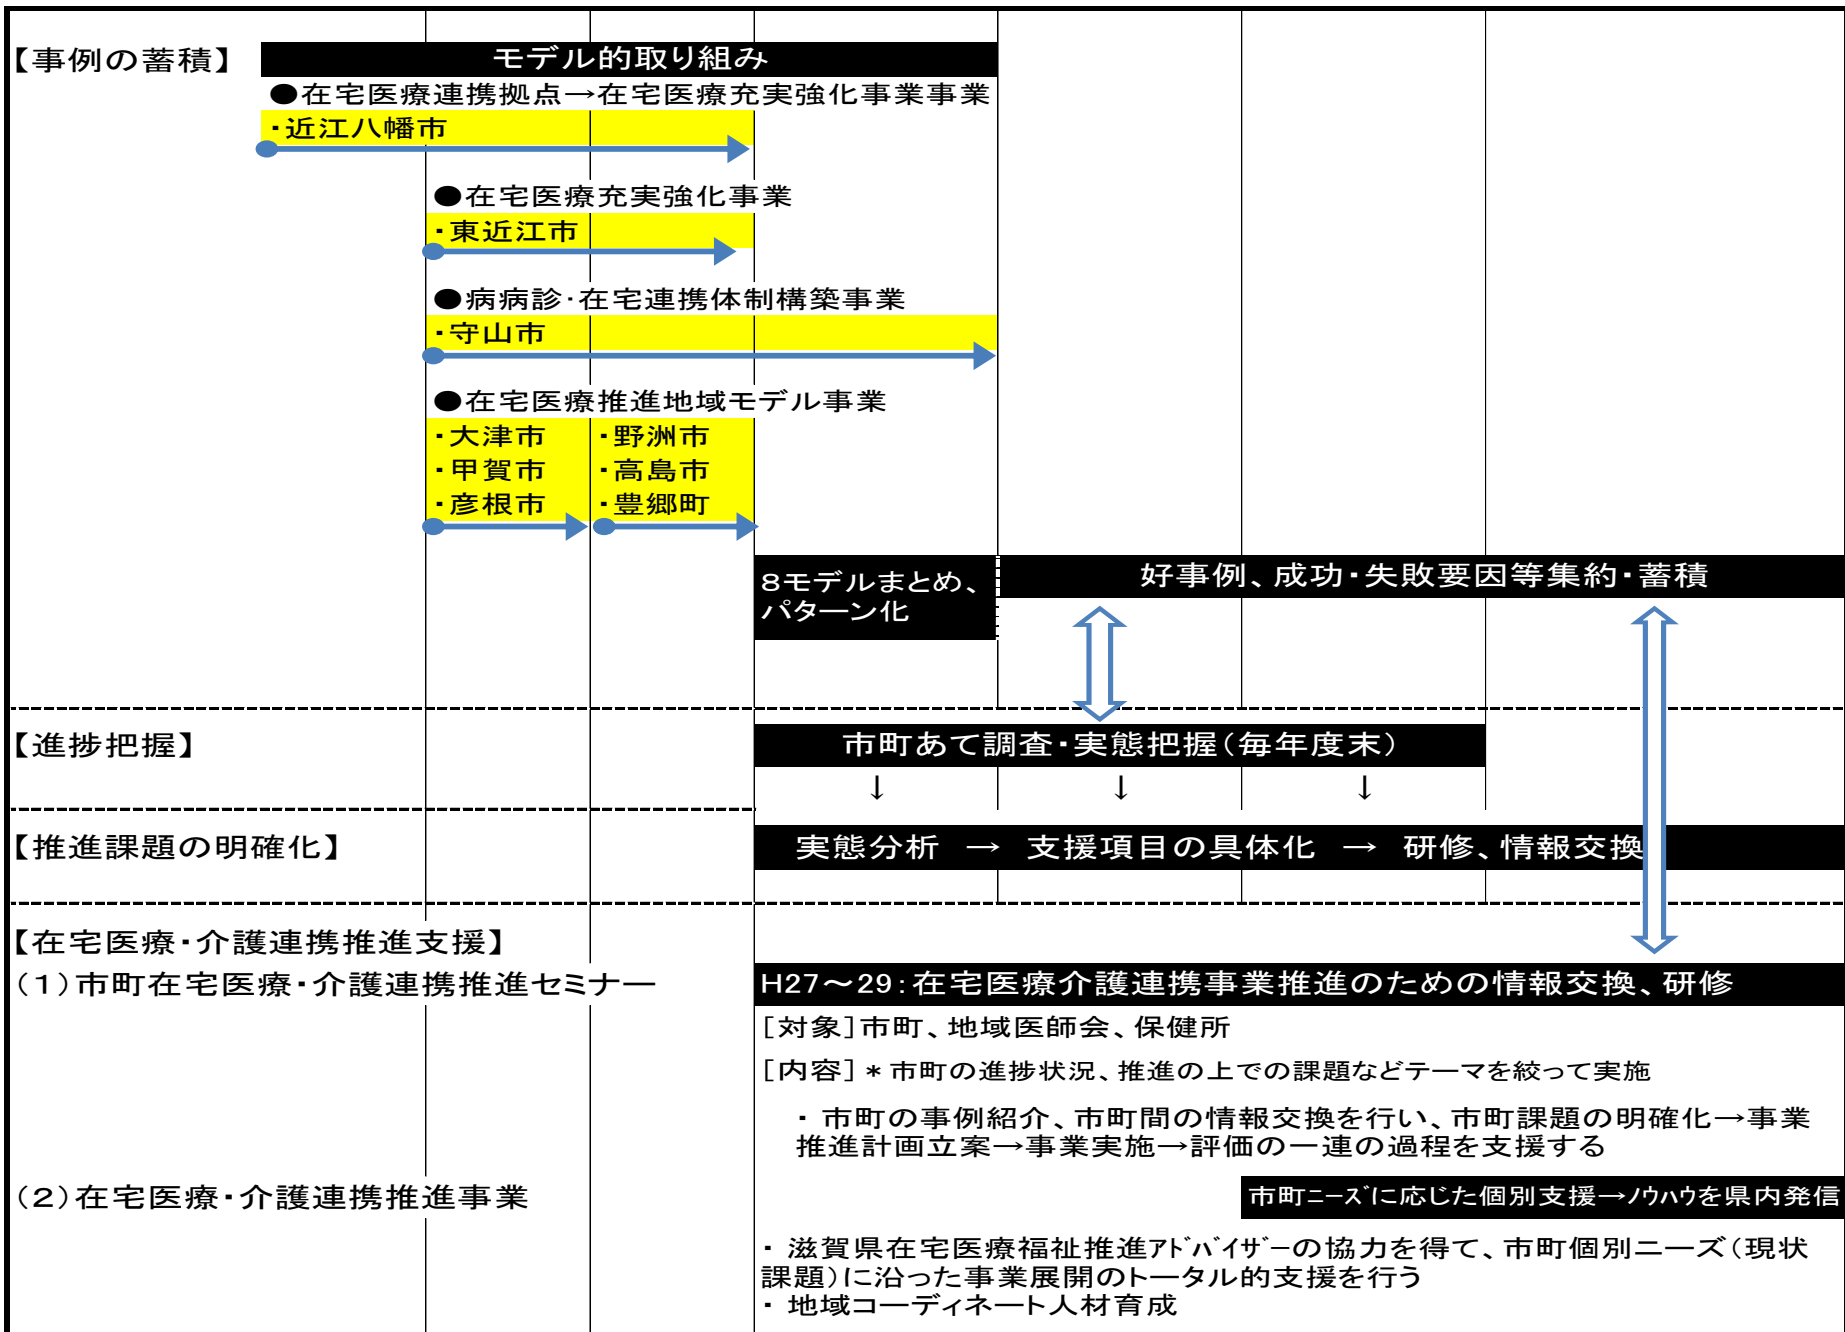 【事例の蓄積】
モデル的取り組み
●在宅医療連携拠点→在宅医療充実強化事業事業
・近江八幡市
●在宅医療充実強化事業
・東近江市
●病病診・在宅連携体制構築事業
・守山市
●在宅医療推進地域モデル事業
・大津市 ・野洲市
・甲賀市 ・高島市
・彦根市 ・豊郷町
8モデルまとめ、
パターン化
好事例、成功・失敗要因等集約・蓄積
【進捗把握】
市町あて調査・実態把握（毎年度末）
↓ ↓ ↓
【推進課題の明確化】
実態分析 → 支援項目の具体化 → 研修、情報交換
【在宅医療・介護連携推進支援】
（１）市町在宅医療・介護連携推進セミナー
H27～29：在宅医療介護連携事業推進のための情報交換、研修
［対象］市町、地域医師会、保健所
［内容］＊市町の進捗状況、推進の上での課題などテーマを絞って実施
・ 市町の事例紹介、市町間の情報交換を行い、市町課題の明確化→事業
推進計画立案→事業実施→評価の一連の過程を支援する
（２）在宅医療・介護連携推進事業
市町ﾆｰｽﾞに応じた個別支援→ﾉｳﾊｳを県内発信
・ 滋賀県在宅医療福祉推進ｱﾄﾞﾊﾞｲｻﾞｰの協力を得て、市町個別ニーズ（現状
課題）に沿った事業展開のトータル的支援を行う
・ 地域コーディネート人材育成